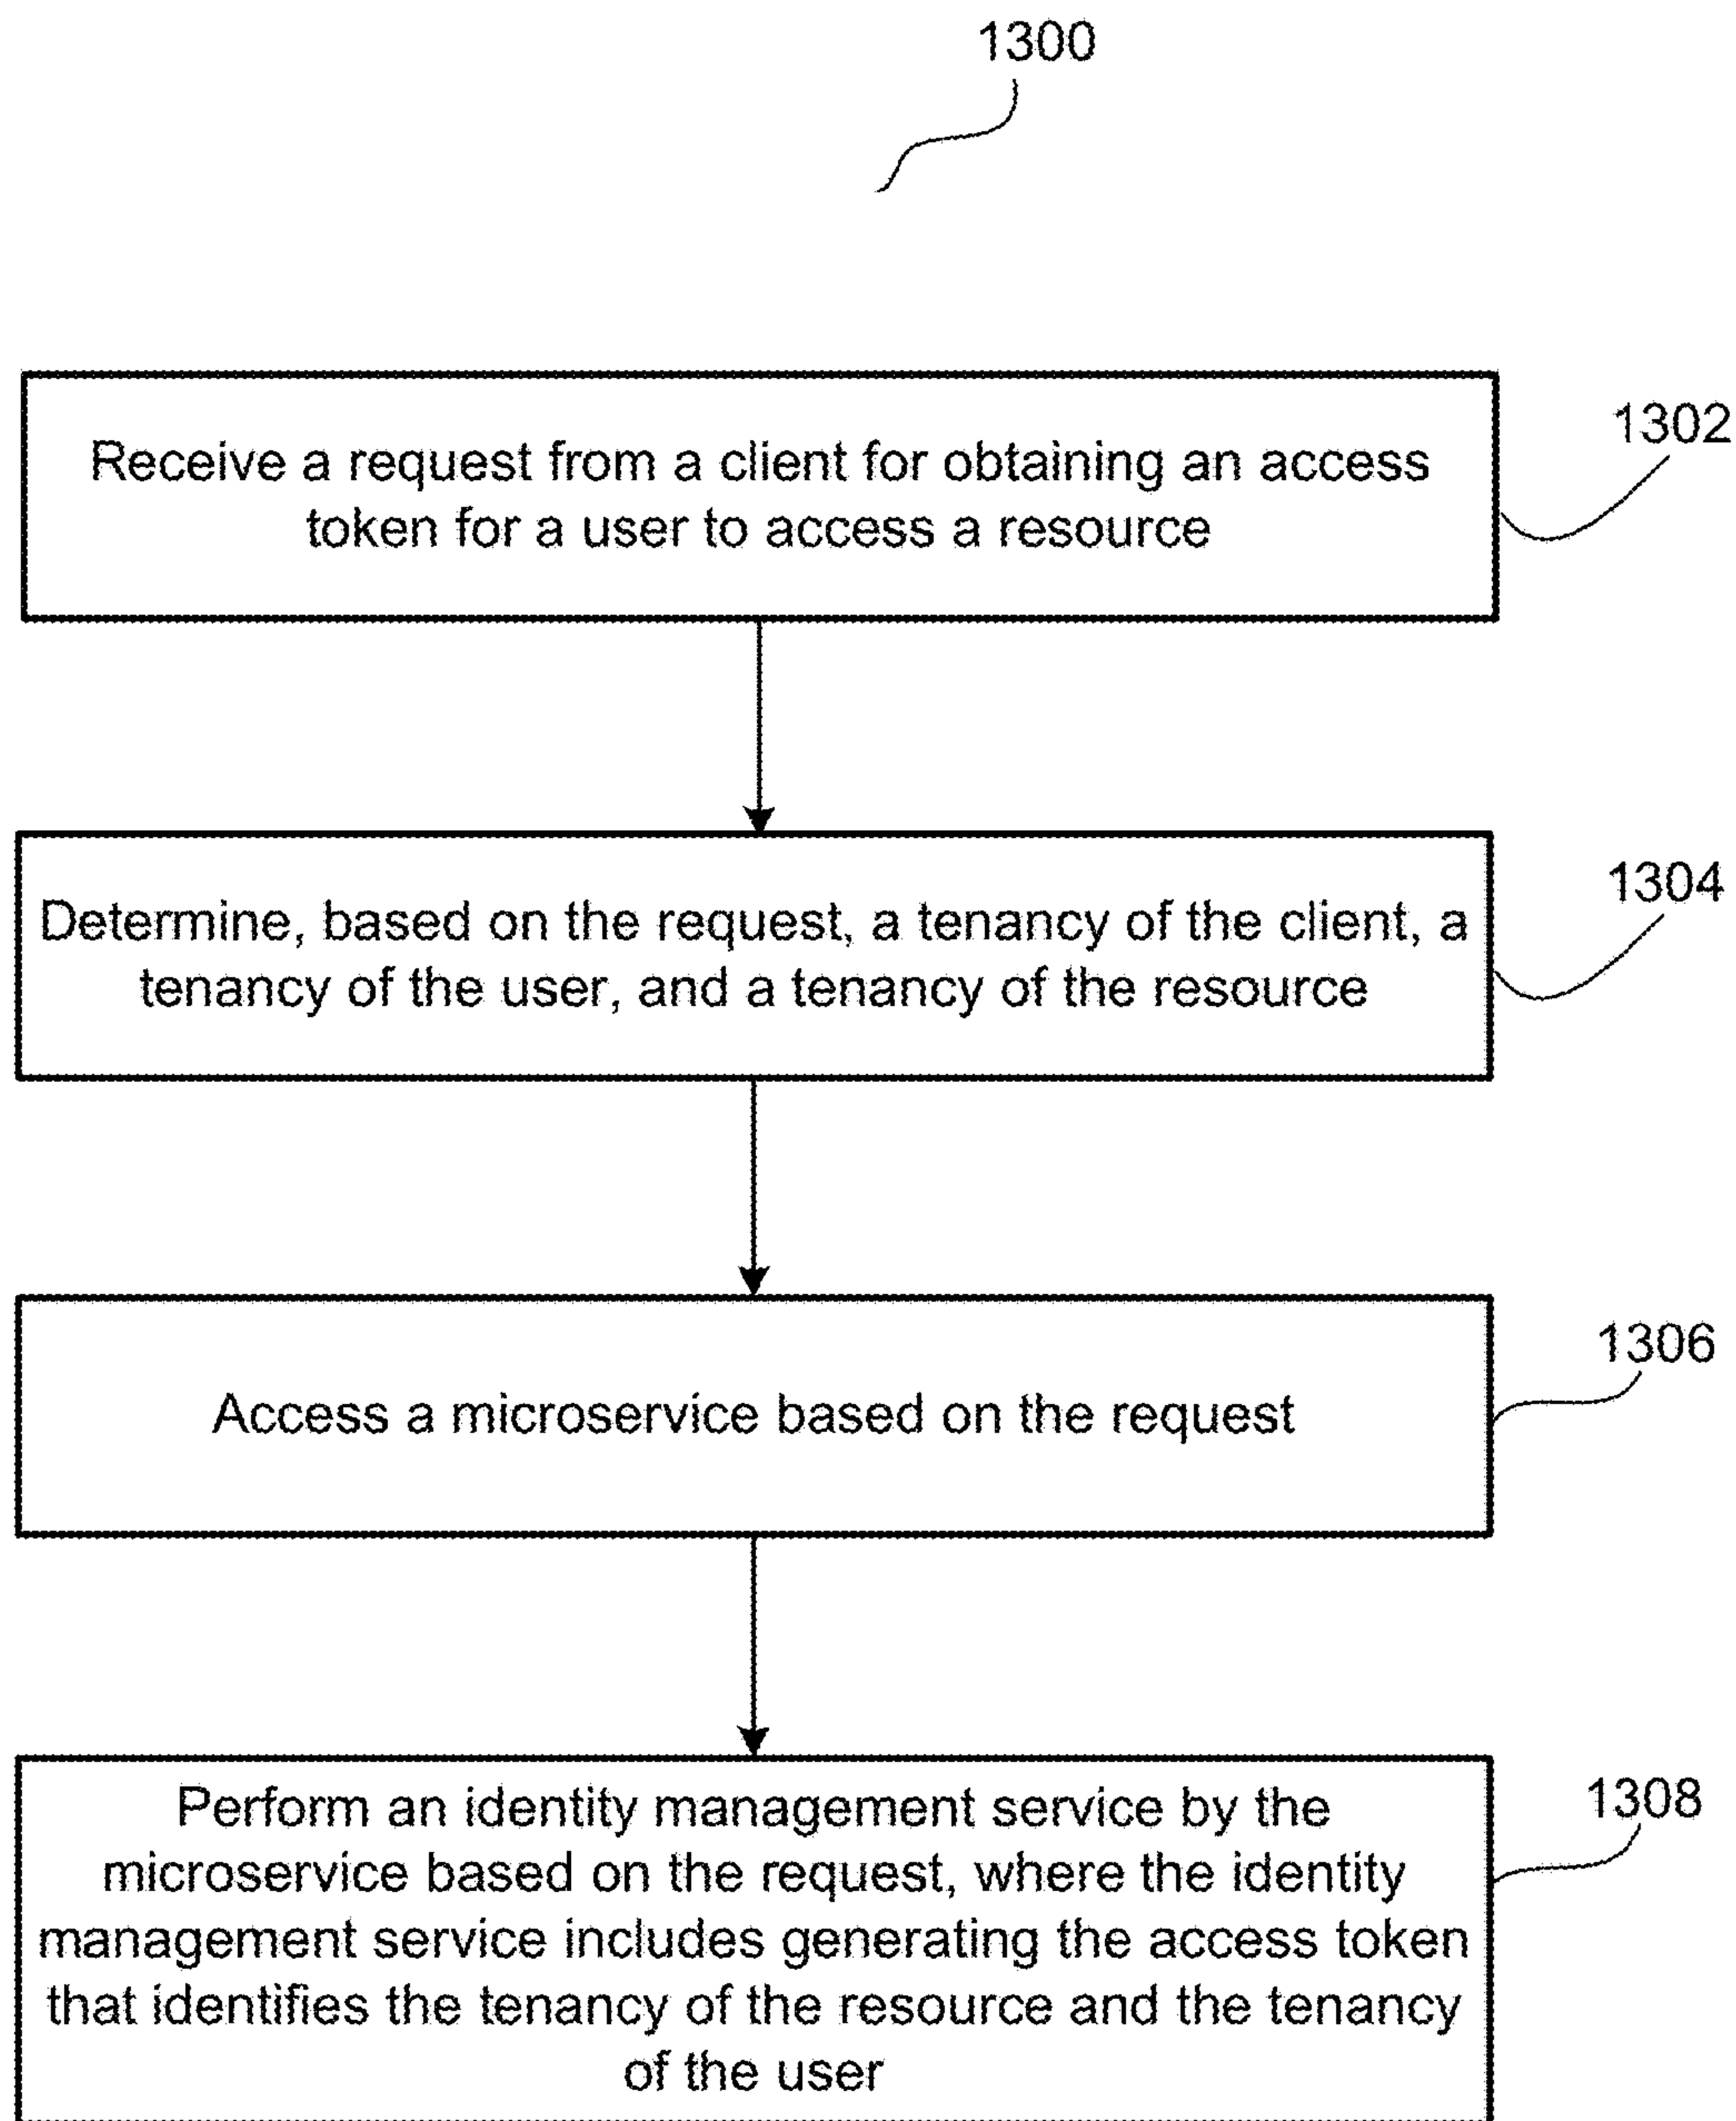 1300
Receive a request from a client for obtaining an access
token for a user to access a resource
1302
Determine, based on the request, a tenancy of the client, a
tenancy of the user, and a tenancy of the resource
1304
Access a microservice based on the request
1306
Perform an identity management service by the
microservice based on the request, where the identity
management service includes generating the access token
that identifies the tenancy of the resource and the tenancy
of the user
1308